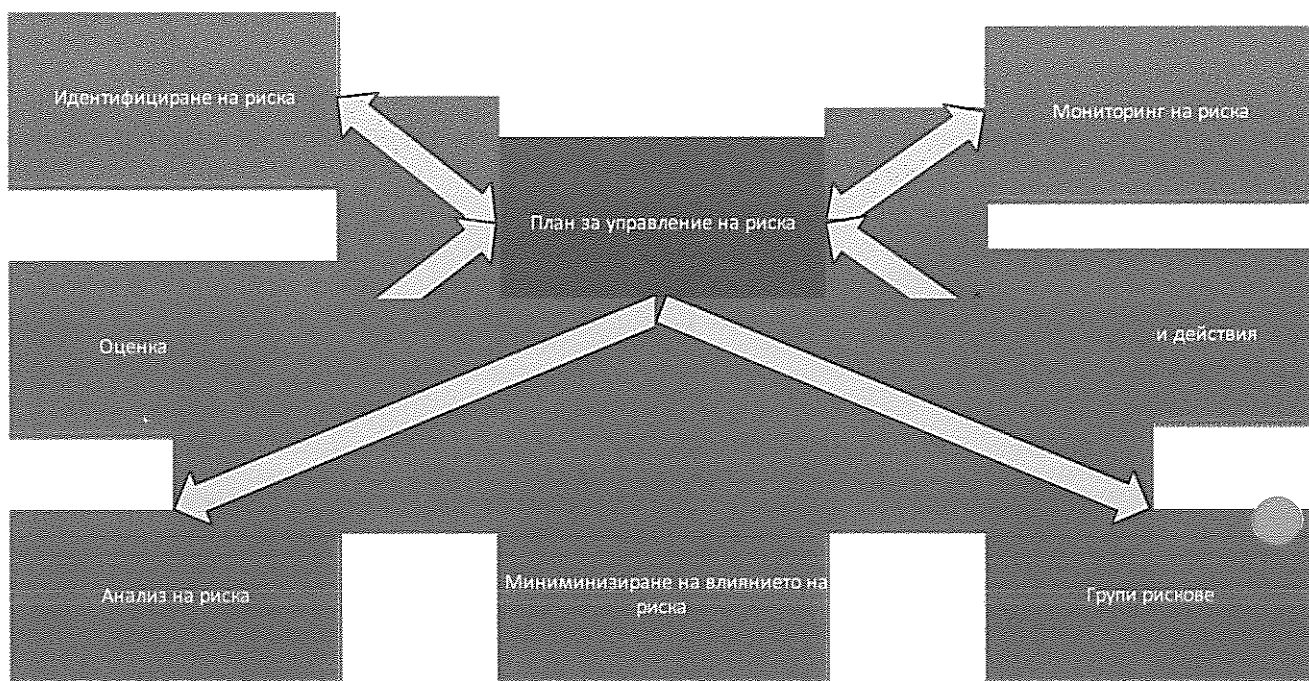 Идентифициране на риска
Мониторинг на риска
План за управление на риска
Оценка
и действия
Анализ на риска
Миниминизиране на влиянието на
риска
Групи рискове